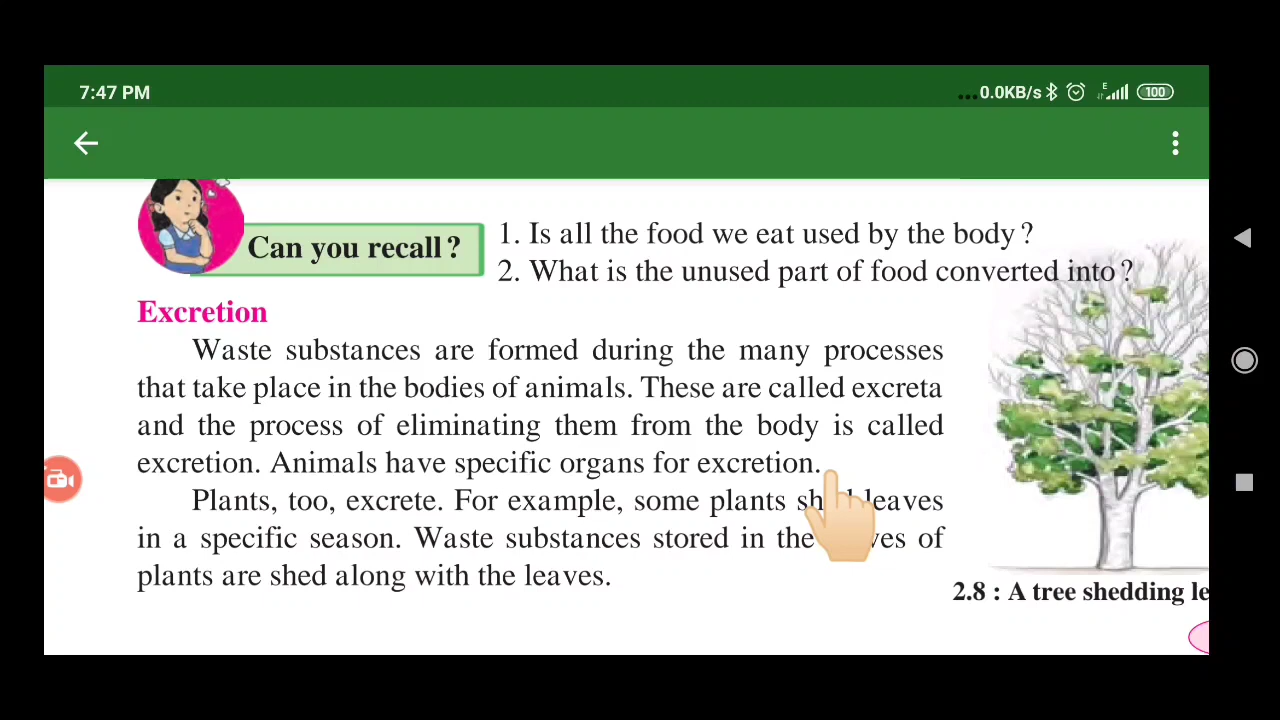 7:47 PM
...0.0KB/s E 100
Can you recall?
1. Is all the food we eat used by the body?
2. What is the unused part of food converted into?
Excretion
Waste substances are formed during the many processes
that take place in the bodies of animals. These are called excreta
and the process of eliminating them from the body is called
excretion. Animals have specific organs for excretion.
Plants, too, excrete. For example, some plants leaves
in a specific season. Waste substances stored in the of
plants are shed along with the leaves.
2.8 : A tree shedding le